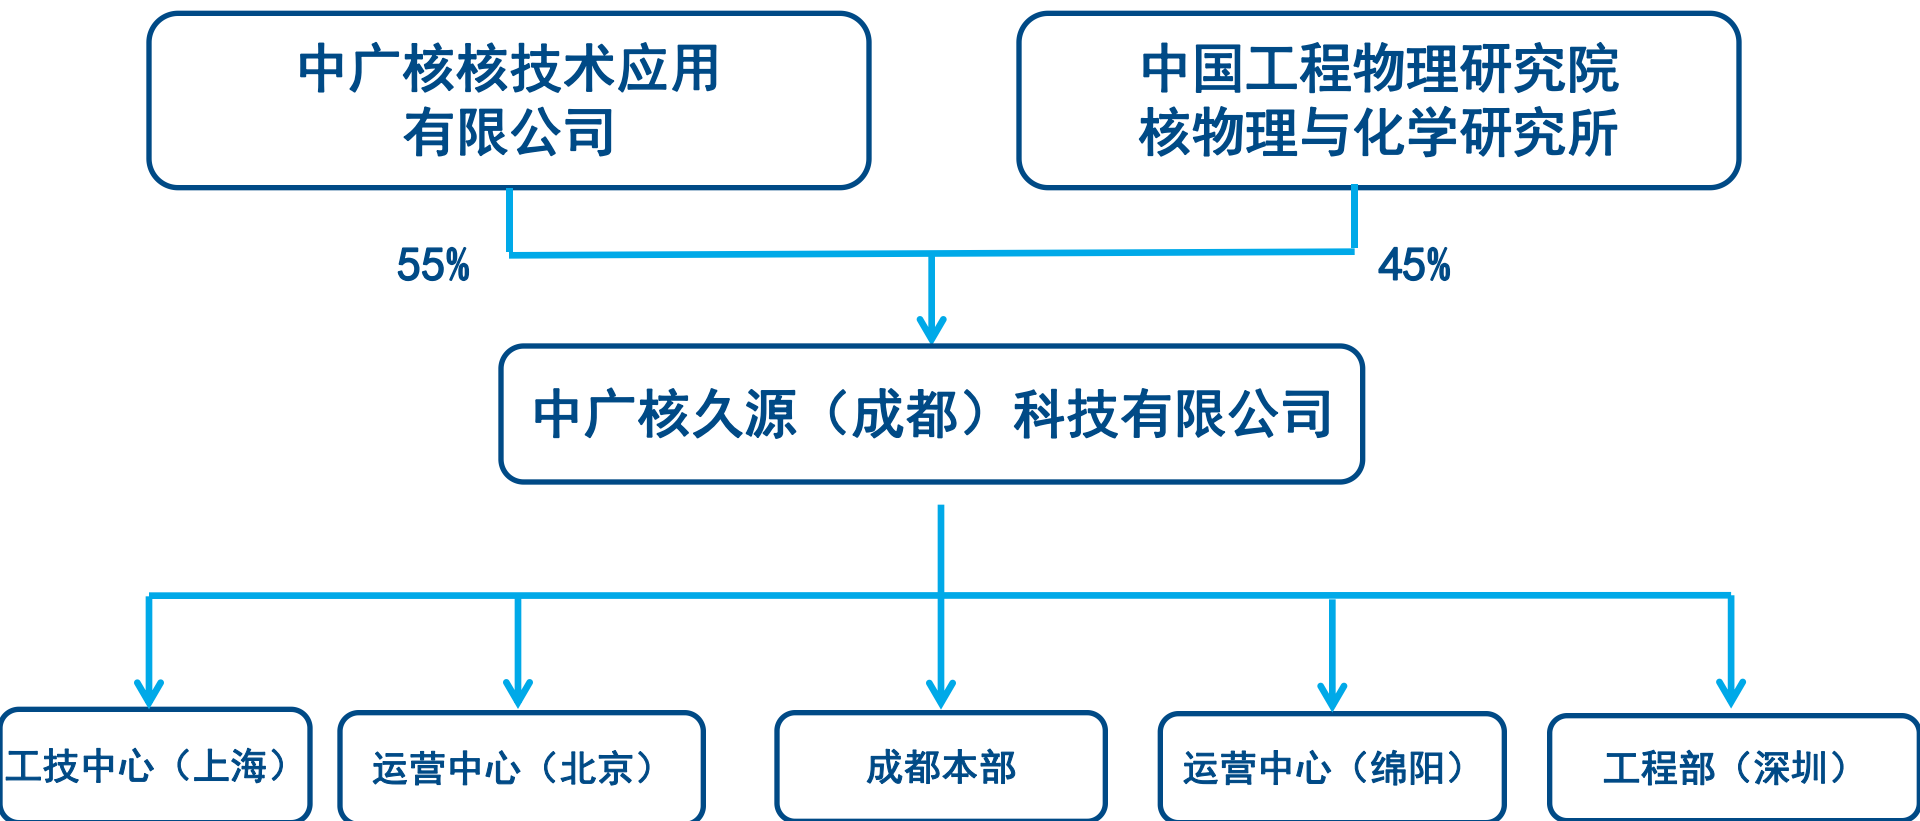 中广核核技术应用
有限公司
中国工程物理研究院
核物理与化学研究所
55%
45%
中广核久源（成都）科技有限公司
工技中心（上海）
运营中心（北京）
成都本部
运营中心（绵阳）
工程部（深圳）